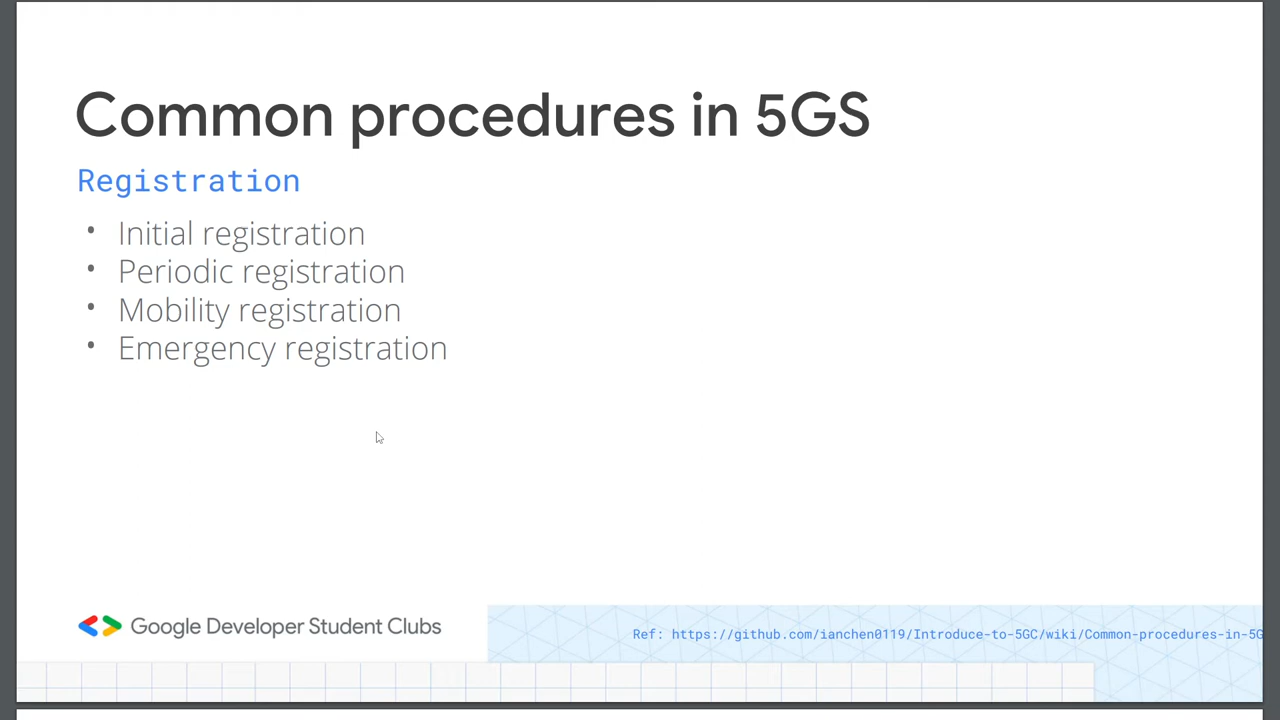 Common procedures in 5GS
Registration
• Initial registration
• Periodic registration
• Mobility registration
• Emergency registration
Google Developer Student Clubs
Ref: https://github.com/ianchen0119/Introduce-to-5GC/wiki/Common-procedures-in-5G